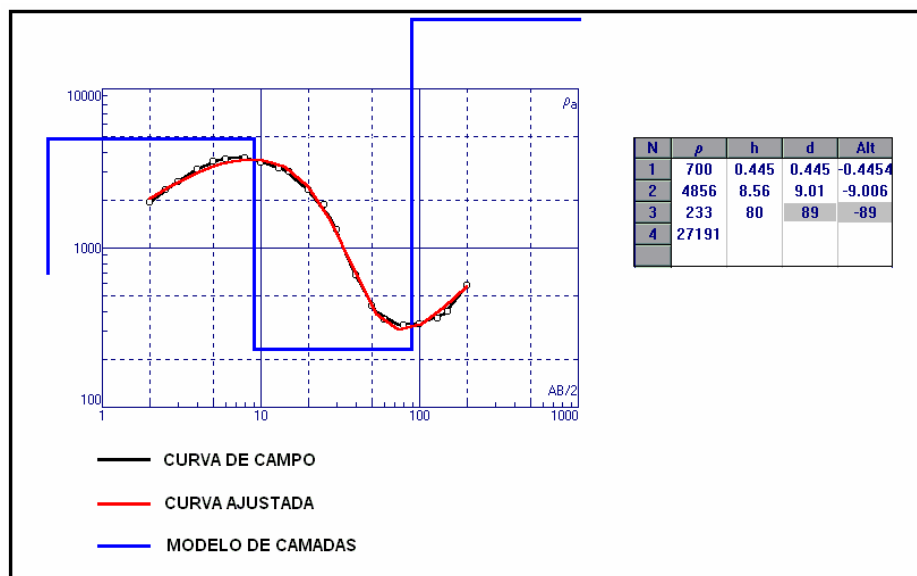 10000
1000
100
1
10
100
1000
ρa
AB/2
N ρ h d Alt
1 700 0.445 0.445 -0.4454
2 4856 8.56 9.01 -9.006
3 233 80 89 -89
4 27191
CURVA DE CAMPO
CURVA AJUSTADA
MODELO DE CAMADAS